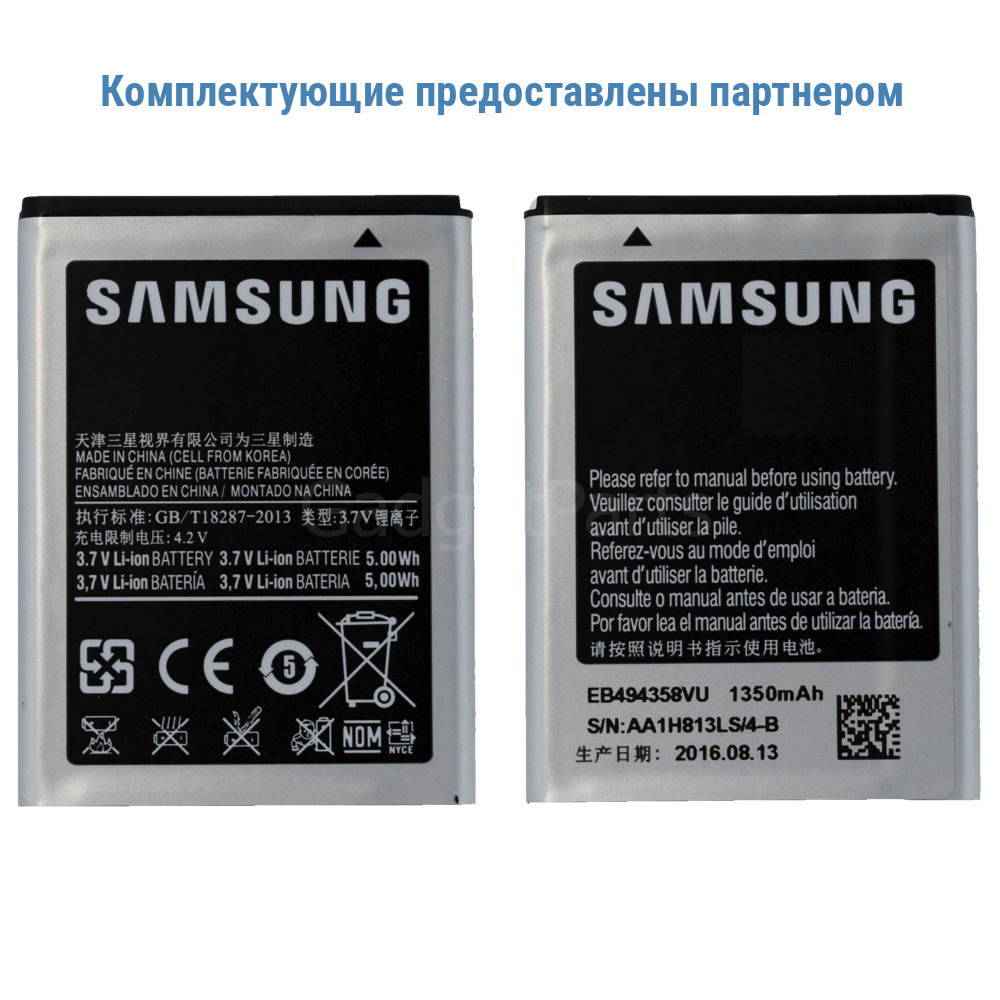 Комплектующие предоставлены партнером
SAMSUNG
天津三星视界有限公司为三星制造
MADE IN CHINA (CELL FROM KOREA)
FABRIQUÉ EN CHINE (BATTERIE FABRIQUÉE EN CORÉE)
ENSAMBLADO EN CHINA / MONTADO NA CHINA
执行标准: GB/T18287-2013 类型: 3.7V锂离子
充电限制电压: 4.2 V
3.7 V Li-ion BATTERY 3.7 V Li-ion BATTERIE 5.00Wh
3,7 V Li-ion BATERÍA 3,7 V Li-ion BATERIA 5,00Wh
CE
5
NOM
NYCE
SAMSUNG
Please refer to manual before using battery.
Veuillez consulter le guide d'utilisation
avant d'utiliser la pile.
Referez-vous au mode d'emploi
avant d'utiliser la batterie.
Consulte o manual antes de usar a bateria.
Por favor lea el manual antes de utilizar la batería.
请按照说明书指示使用电池。
EB494358VU 1350mAh
S/N:AA1H813LS/4-B
生产日期: 2016.08.13
GadgetParts